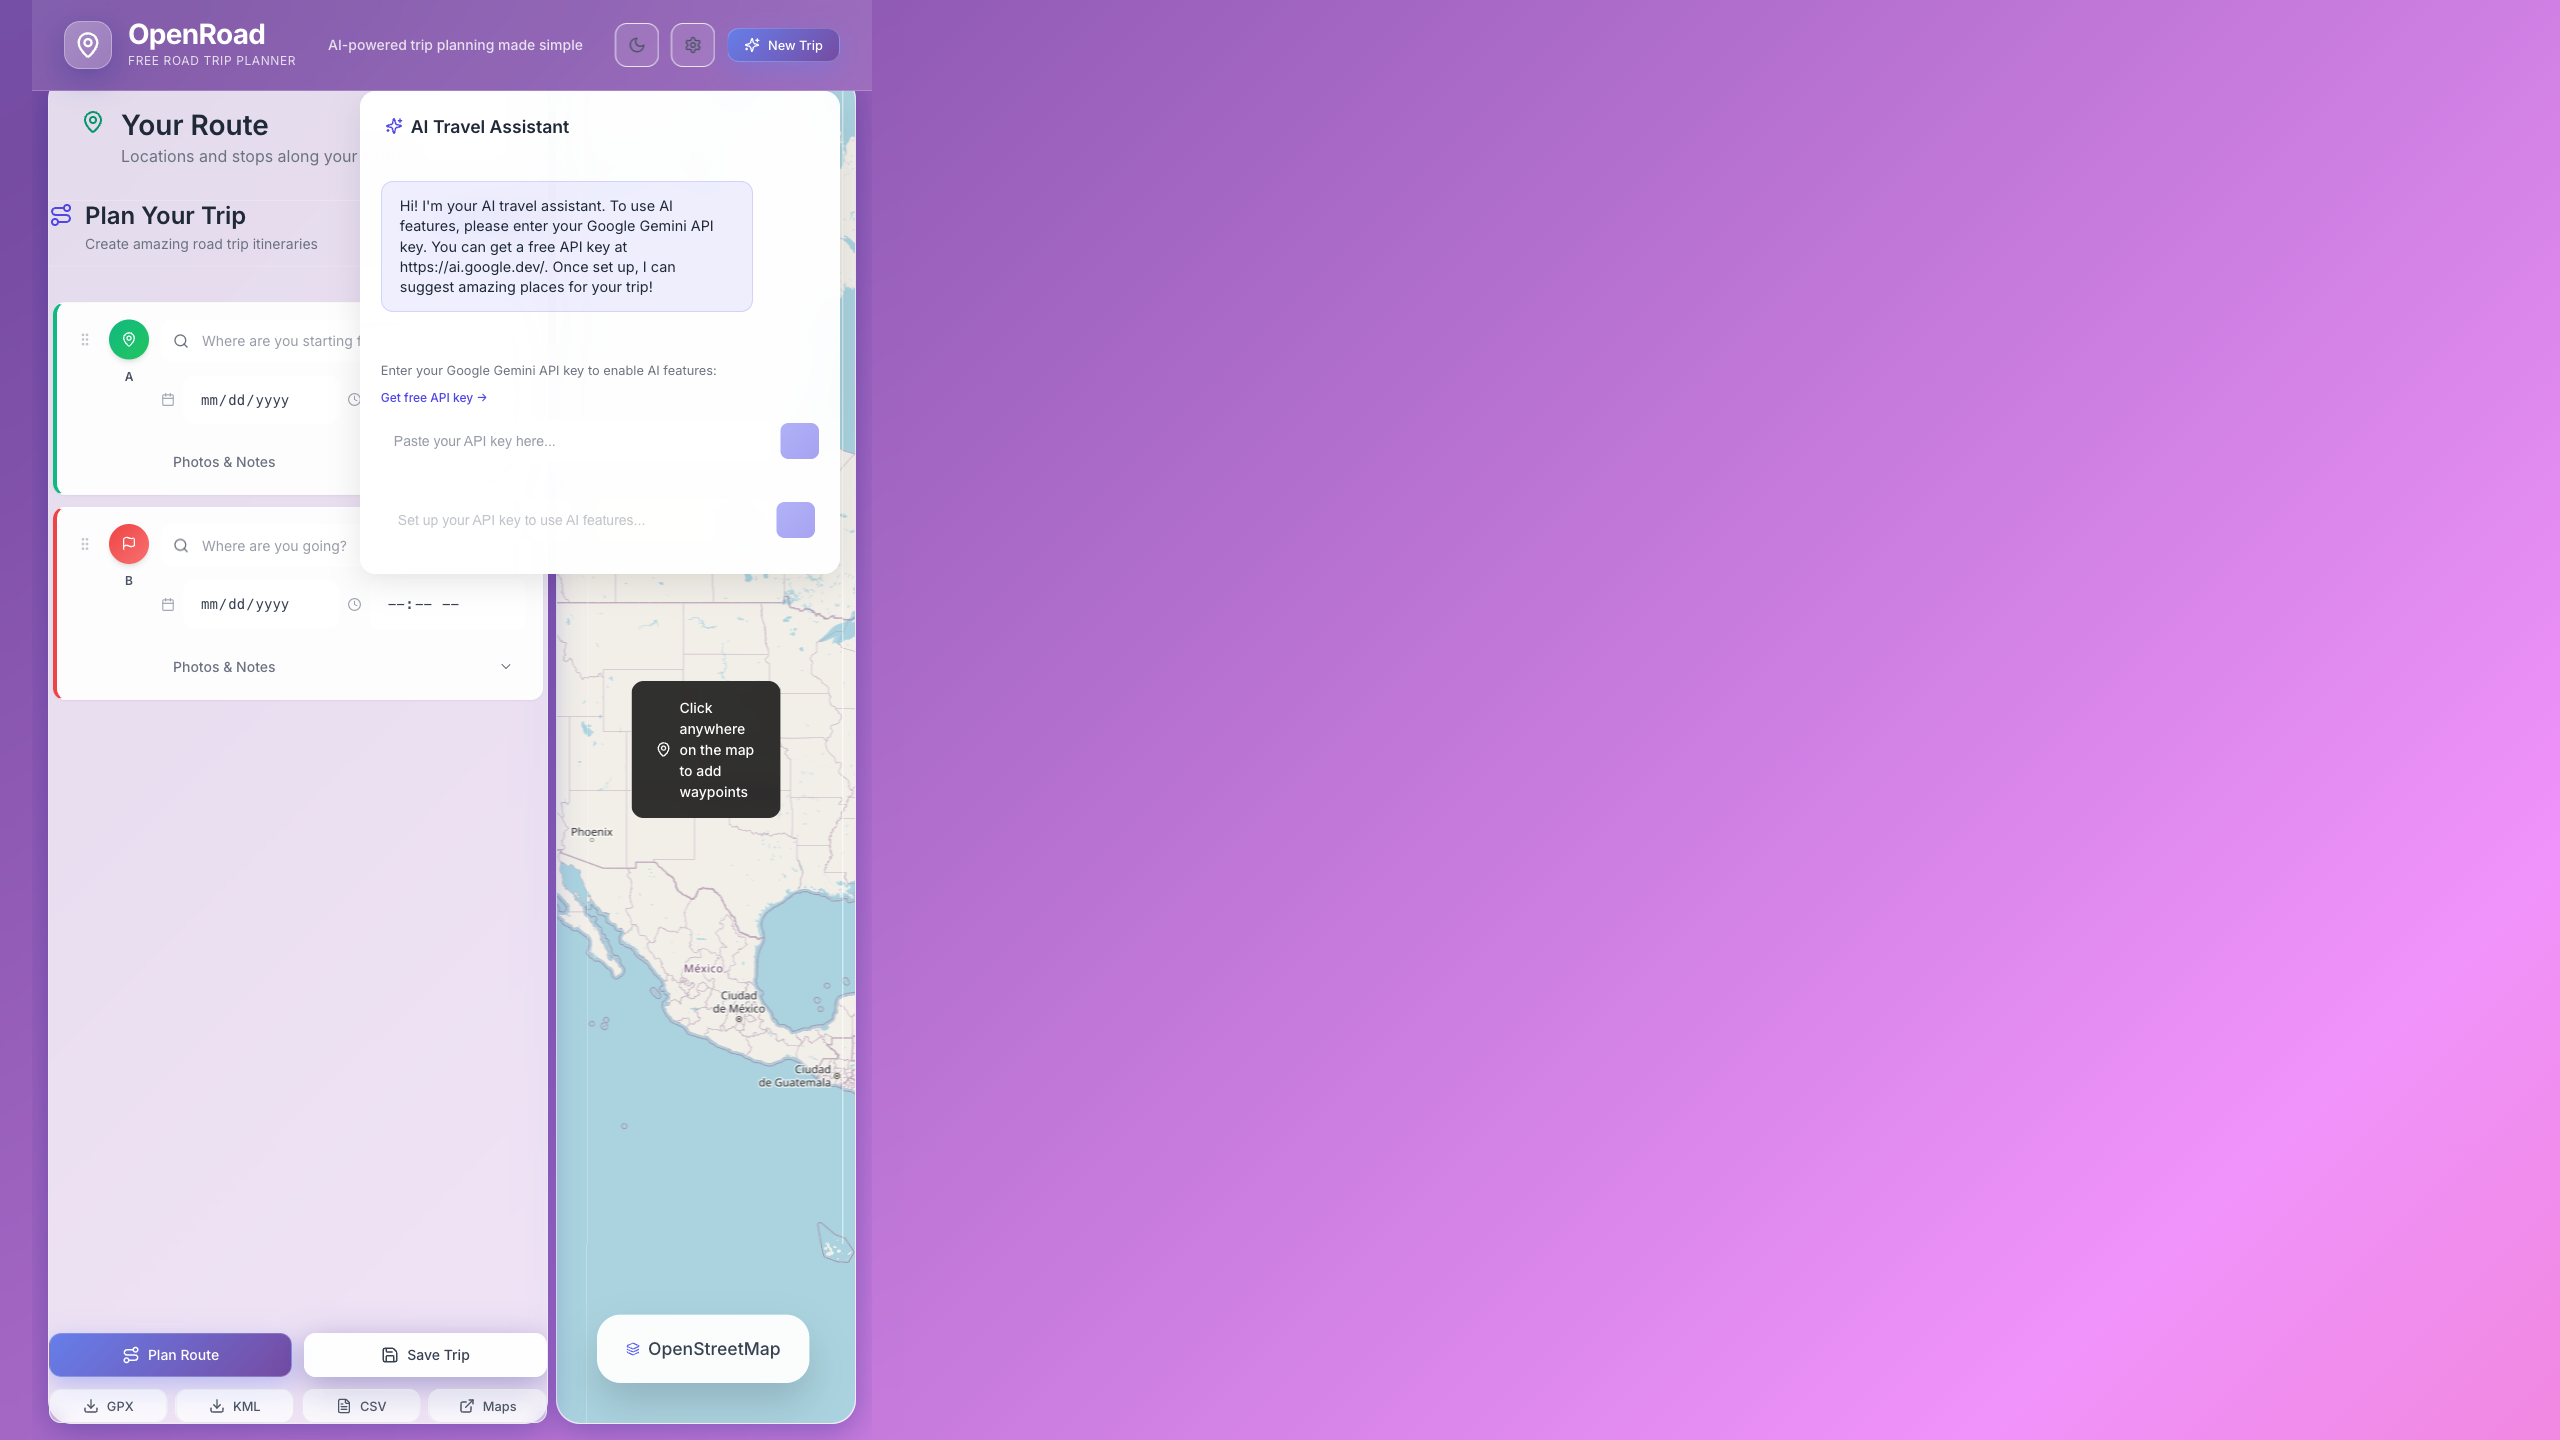 OpenRoad
FREE ROAD TRIP PLANNER
AI-powered trip planning made simple
New Trip
Your Route
Locations and stops along your
Plan Your Trip
Create amazing road trip itineraries
Where are you starting
A
mm/dd/yyyy
Photos & Notes
Where are you going?
B
mm/dd/yyyy
--:-- --
Photos & Notes
AI Travel Assistant
Hi! I'm your AI travel assistant. To use AI
features, please enter your Google Gemini API
key. You can get a free API key at
https://ai.google.dev/. Once set up, I can
suggest amazing places for your trip!
Enter your Google Gemini API key to enable AI features:
Get free API key →
Paste your API key here...
Set up your API key to use AI features...
Click
anywhere
on the map
to add
waypoints
Phoenix
México
Ciudad
de México
Ciudad
de Guatemala
OpenStreetMap
Plan Route
Save Trip
GPX
KML
CSV
Maps